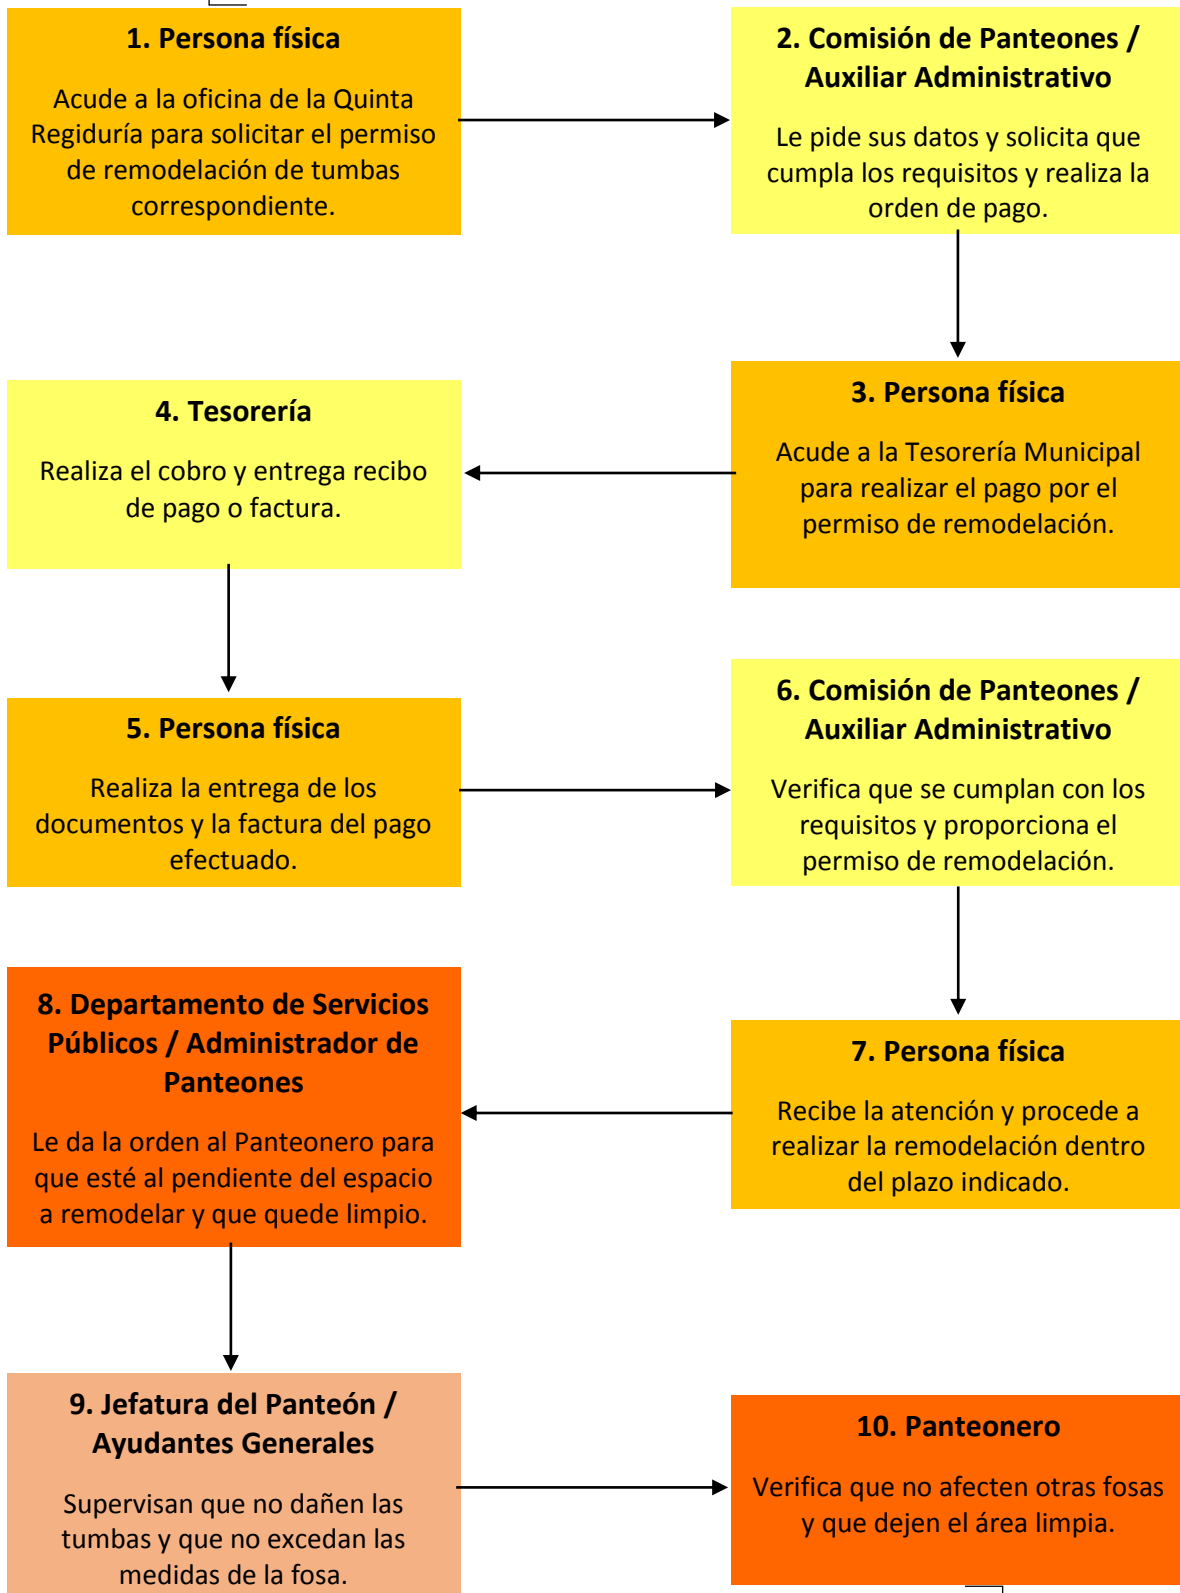 1. Persona física
Acude a la oficina de la Quinta
Regiduría para solicitar el permiso
de remodelación de tumbas
correspondiente.
2. Comisión de Panteones /
Auxiliar Administrativo
Le pide sus datos y solicita que
cumpla los requisitos y realiza la
orden de pago.
3. Persona física
Acude a la Tesorería Municipal
para realizar el pago por el
permiso de remodelación.
4. Tesorería
Realiza el cobro y entrega recibo
de pago o factura.
5. Persona física
Realiza la entrega de los
documentos y la factura del pago
efectuado.
6. Comisión de Panteones /
Auxiliar Administrativo
Verifica que se cumplan con los
requisitos y proporciona el
permiso de remodelación.
7. Persona física
Recibe la atención y procede a
realizar la remodelación dentro
del plazo indicado.
8. Departamento de Servicios
Públicos / Administrador de
Panteones
Le da la orden al Panteonero para
que esté al pendiente del espacio
a remodelar y que quede limpio.
9. Jefatura del Panteón /
Ayudantes Generales
Supervisan que no dañen las
tumbas y que no excedan las
medidas de la fosa.
10. Panteonero
Verifica que no afecten otras fosas
y que dejen el área limpia.